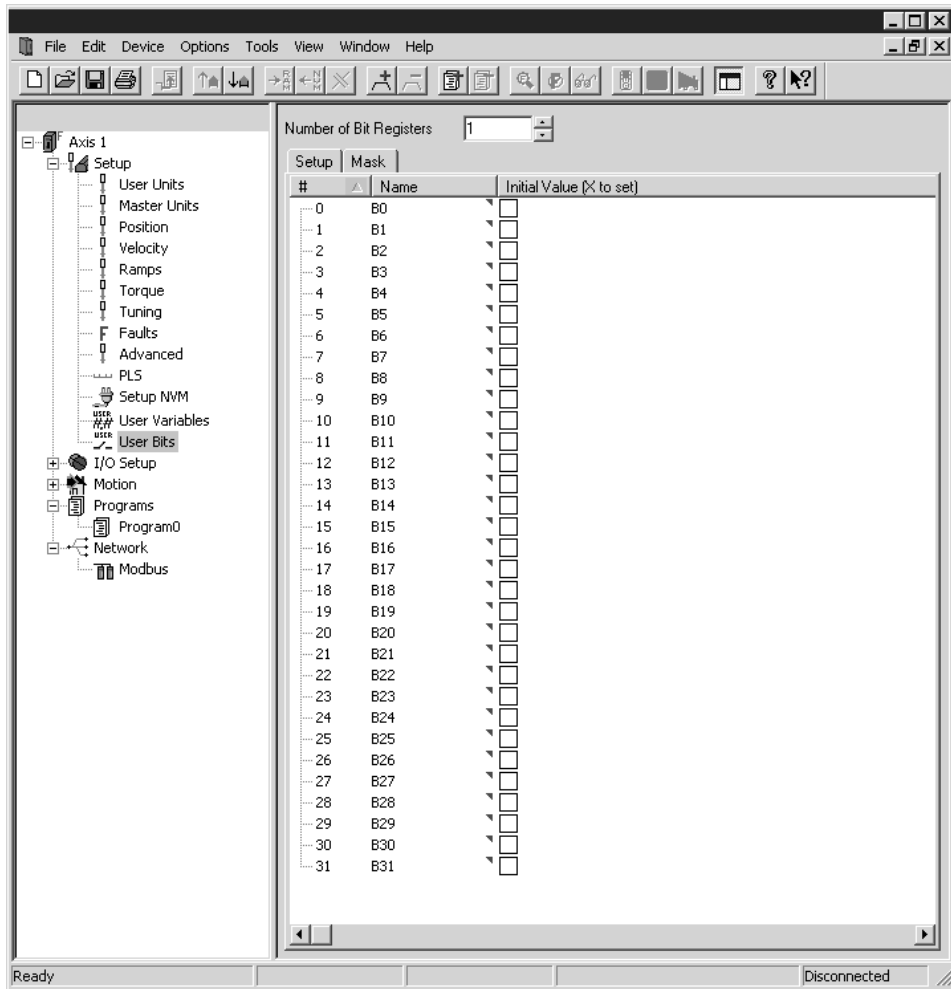 File Edit Device Options Tools View Window Help
Axis 1
Setup
User Units
Master Units
Position
Velocity
Ramps
Torque
Tuning
F Faults
Advanced
PLS
Setup NVM
USER #.# User Variables
USER User Bits
I/O Setup
Motion
Programs
Program0
Network
Modbus
Number of Bit Registers 1
Setup Mask
# Name Initial Value (X to set)
0 B0
1 B1
2 B2
3 B3
4 B4
5 B5
6 B6
7 B7
8 B8
9 B9
10 B10
11 B11
12 B12
13 B13
14 B14
15 B15
16 B16
17 B17
18 B18
19 B19
20 B20
21 B21
22 B22
23 B23
24 B24
25 B25
26 B26
27 B27
28 B28
29 B29
30 B30
31 B31
Ready Disconnected